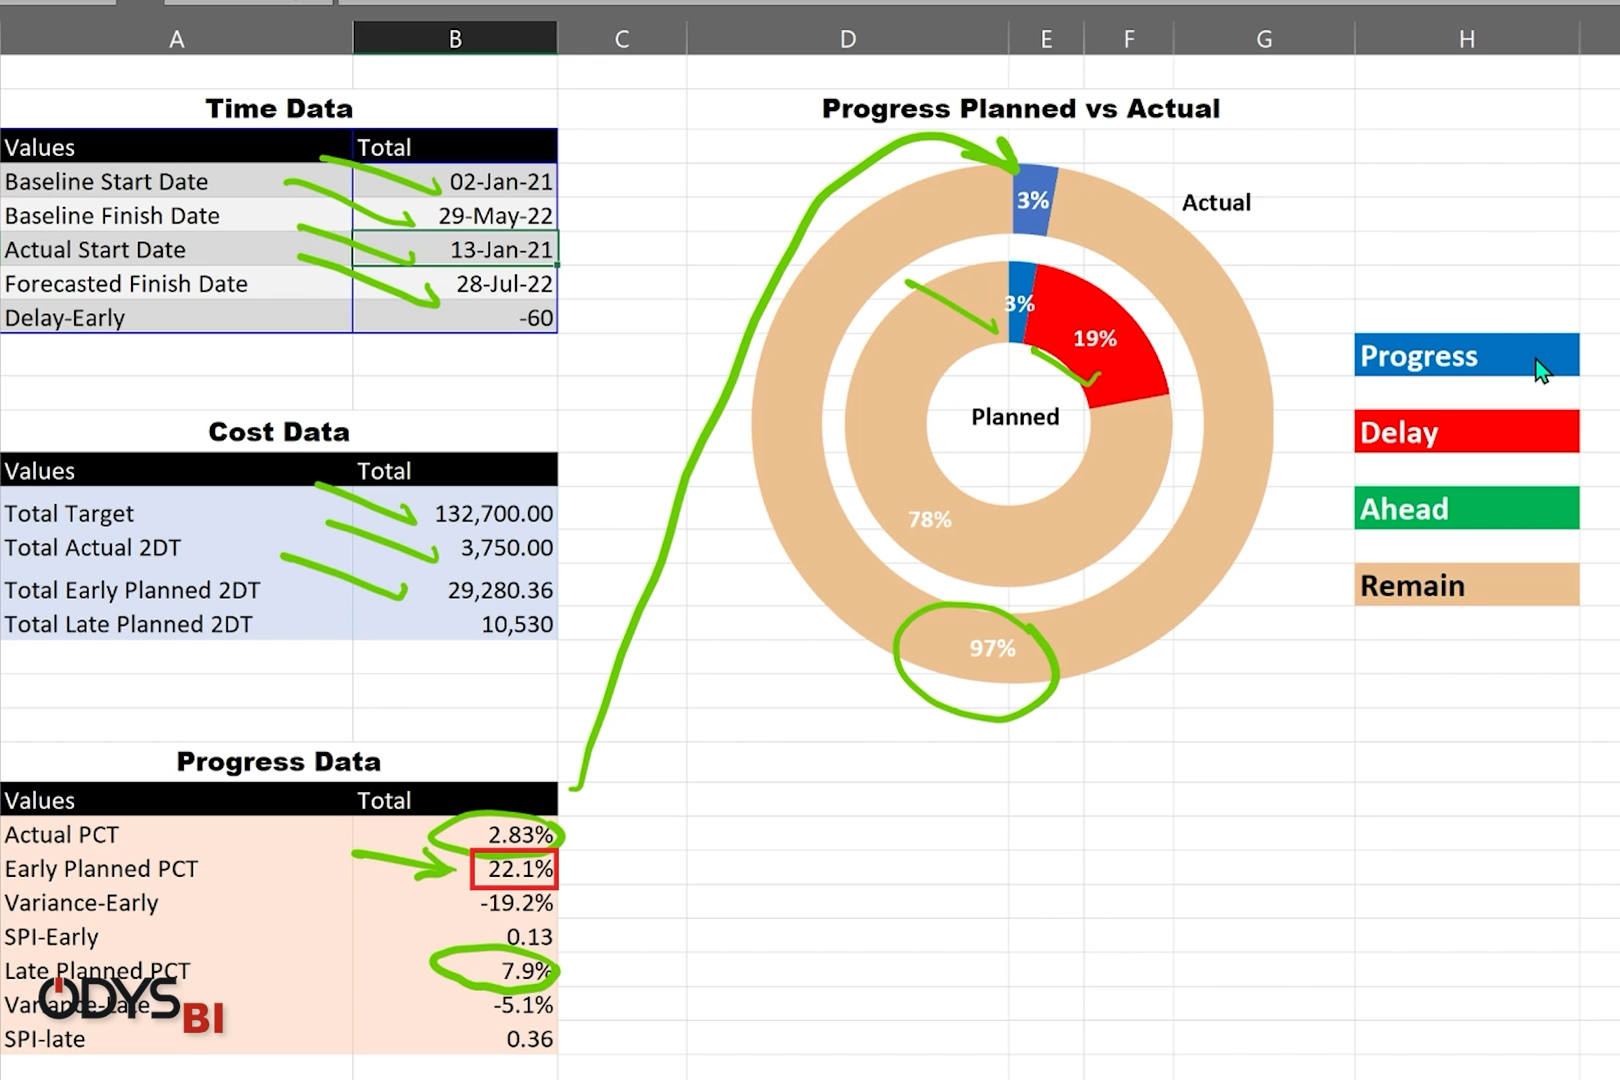 A B C D E F G H
Time Data
Values Total
Baseline Start Date 02-Jan-21
Baseline Finish Date 29-May-22
Actual Start Date 13-Jan-21
Forecasted Finish Date 28-Jul-22
Delay-Early -60
Cost Data
Values Total
Total Target 132,700.00
Total Actual 2DT 3,750.00
Total Early Planned 2DT 29,280.36
Total Late Planned 2DT 10,530
Progress Data
Values Total
Actual PCT 2.83%
Early Planned PCT 22.1%
Variance-Early -19.2%
SPI-Early 0.13
Late Planned PCT 7.9%
Variance-Late -5.1%
SPI-late 0.36
ODYS BI
Progress Planned vs Actual
3%
Actual
3%
19%
Planned
78%
97%
Progress
Delay
Ahead
Remain